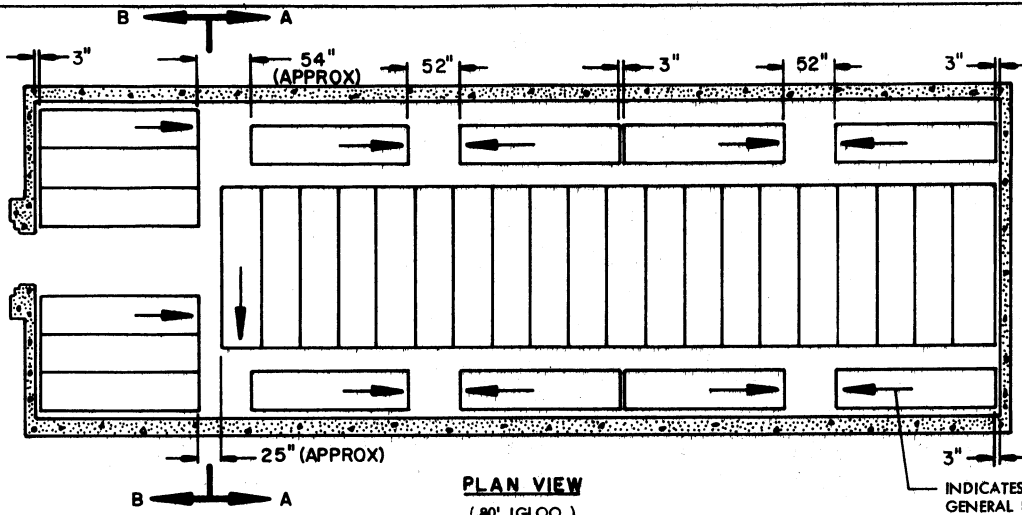 B A
3" 54" 52" 3" 52" 3"
(APPROX)
25" (APPROX)
3"
B A
PLAN VIEW
( 80' IGLOO )
INDICATES
GENERAL